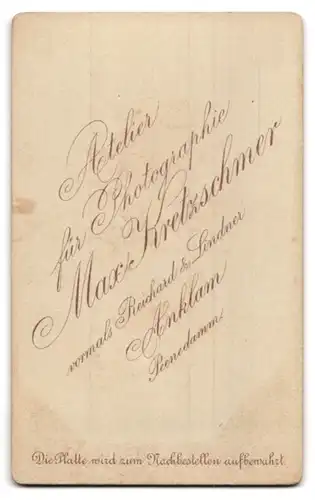 Atelier
für Photographie
Max Kretzschmer
vormals Reichard & Lindner
Anklam
Peenedamm.
Die Platte wird zum Nachbestellen aufbewahrt.